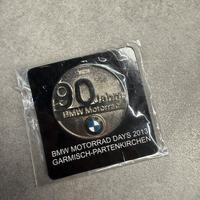 90 Jahre
BMW Motorrad
BMW MOTORRAD DAYS 2013
GARMISCH-PARTENKIRCHEN